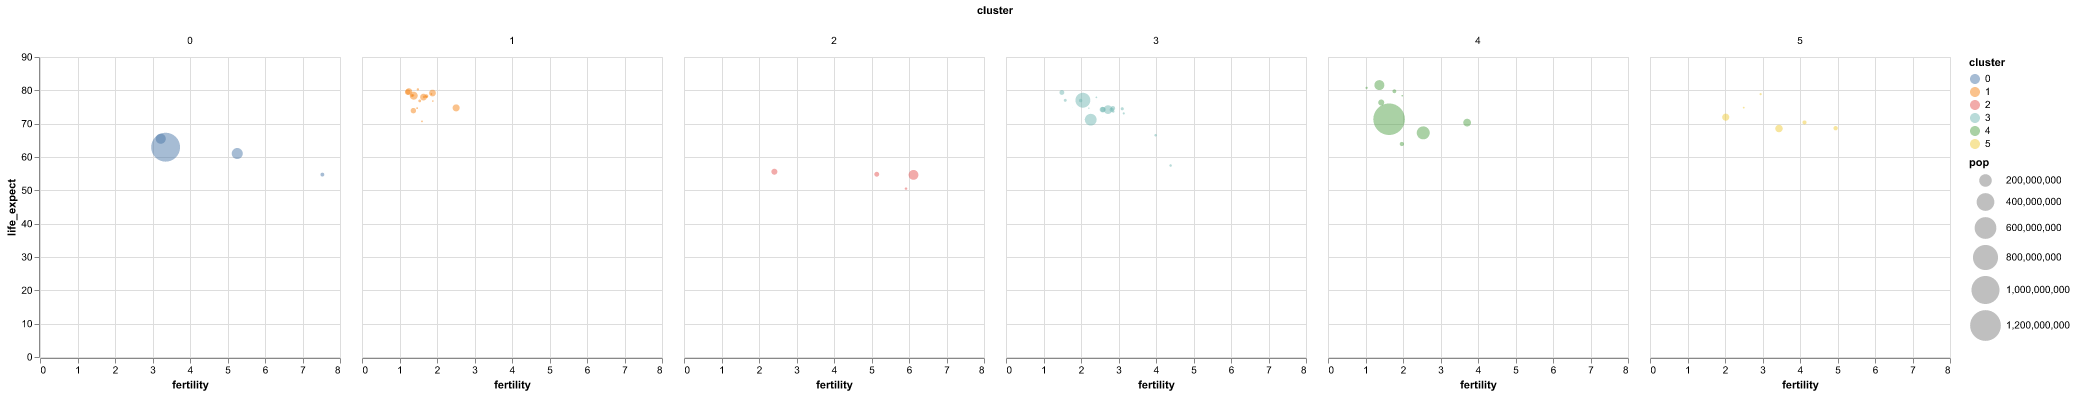 cluster
0 1 2 3 4 5
90
80
70
60
50
40
30
20
10
0
life_expect
0 1 2 3 4 5 6 7 8
fertility
0 1 2 3 4 5 6 7 8
fertility
0 1 2 3 4 5 6 7 8
fertility
0 1 2 3 4 5 6 7 8
fertility
0 1 2 3 4 5 6 7 8
fertility
0 1 2 3 4 5 6 7 8
fertility
cluster
0
1
2
3
4
5
pop
200,000,000
400,000,000
600,000,000
800,000,000
1,000,000,000
1,200,000,000